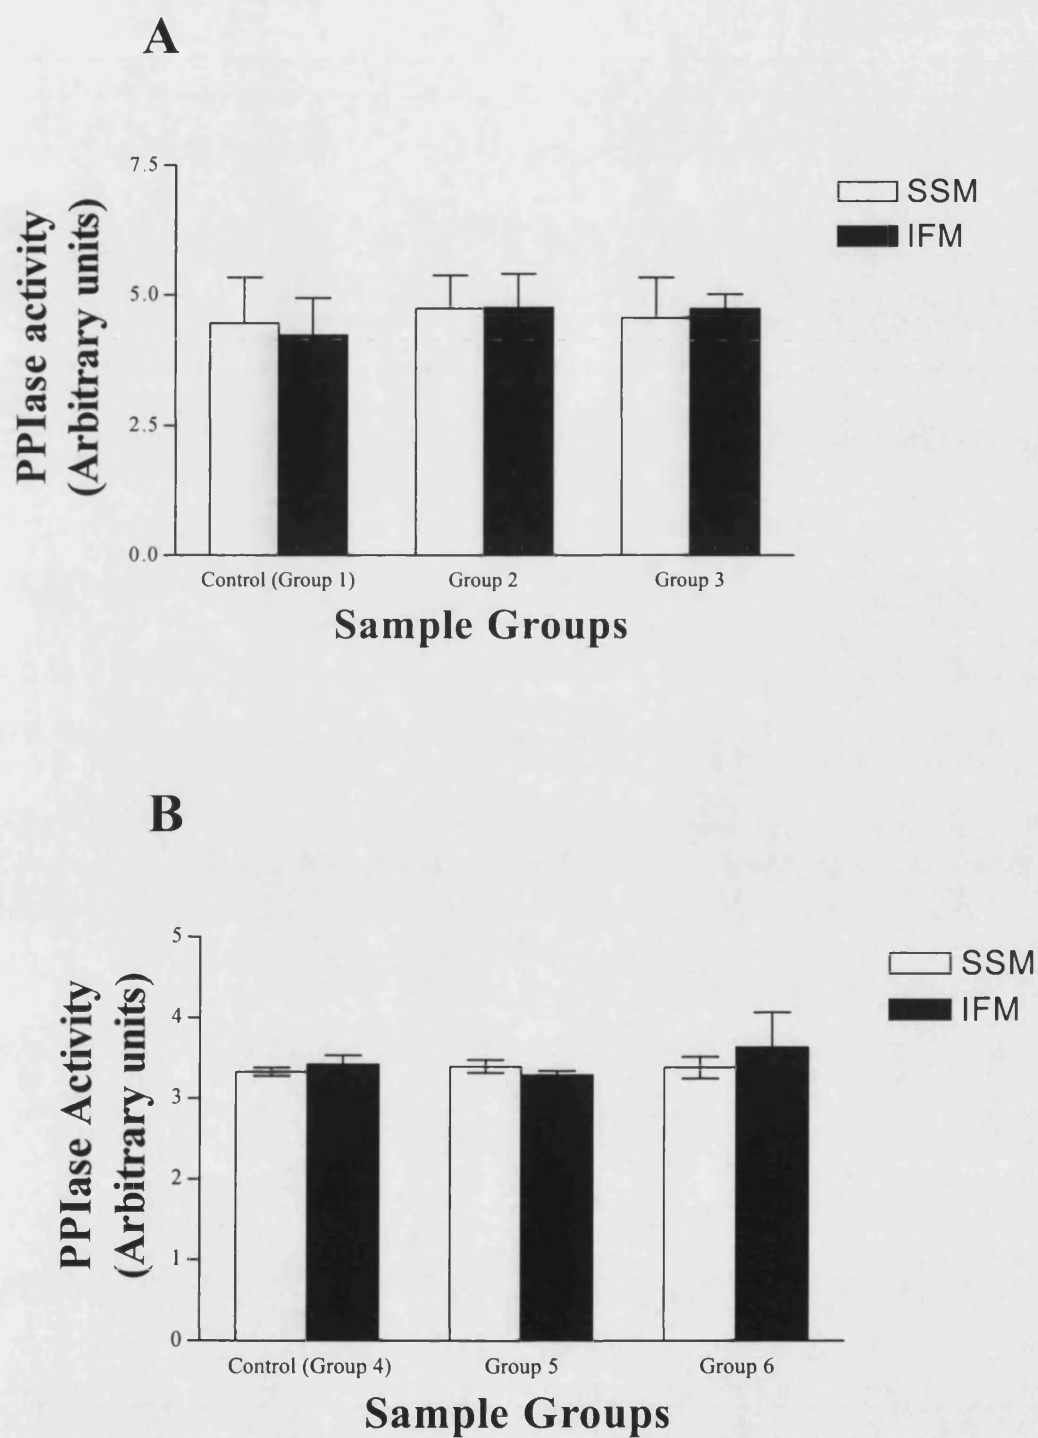 A
7.5
5.0
2.5
0.0
PPIase activity
(Arbitrary units)
SSM
IFM
Control (Group 1)
Group 2
Group 3
Sample Groups
B
5
4
3
2
1
0
PPIase Activity
(Arbitrary units)
SSM
IFM
Control (Group 4)
Group 5
Group 6
Sample Groups